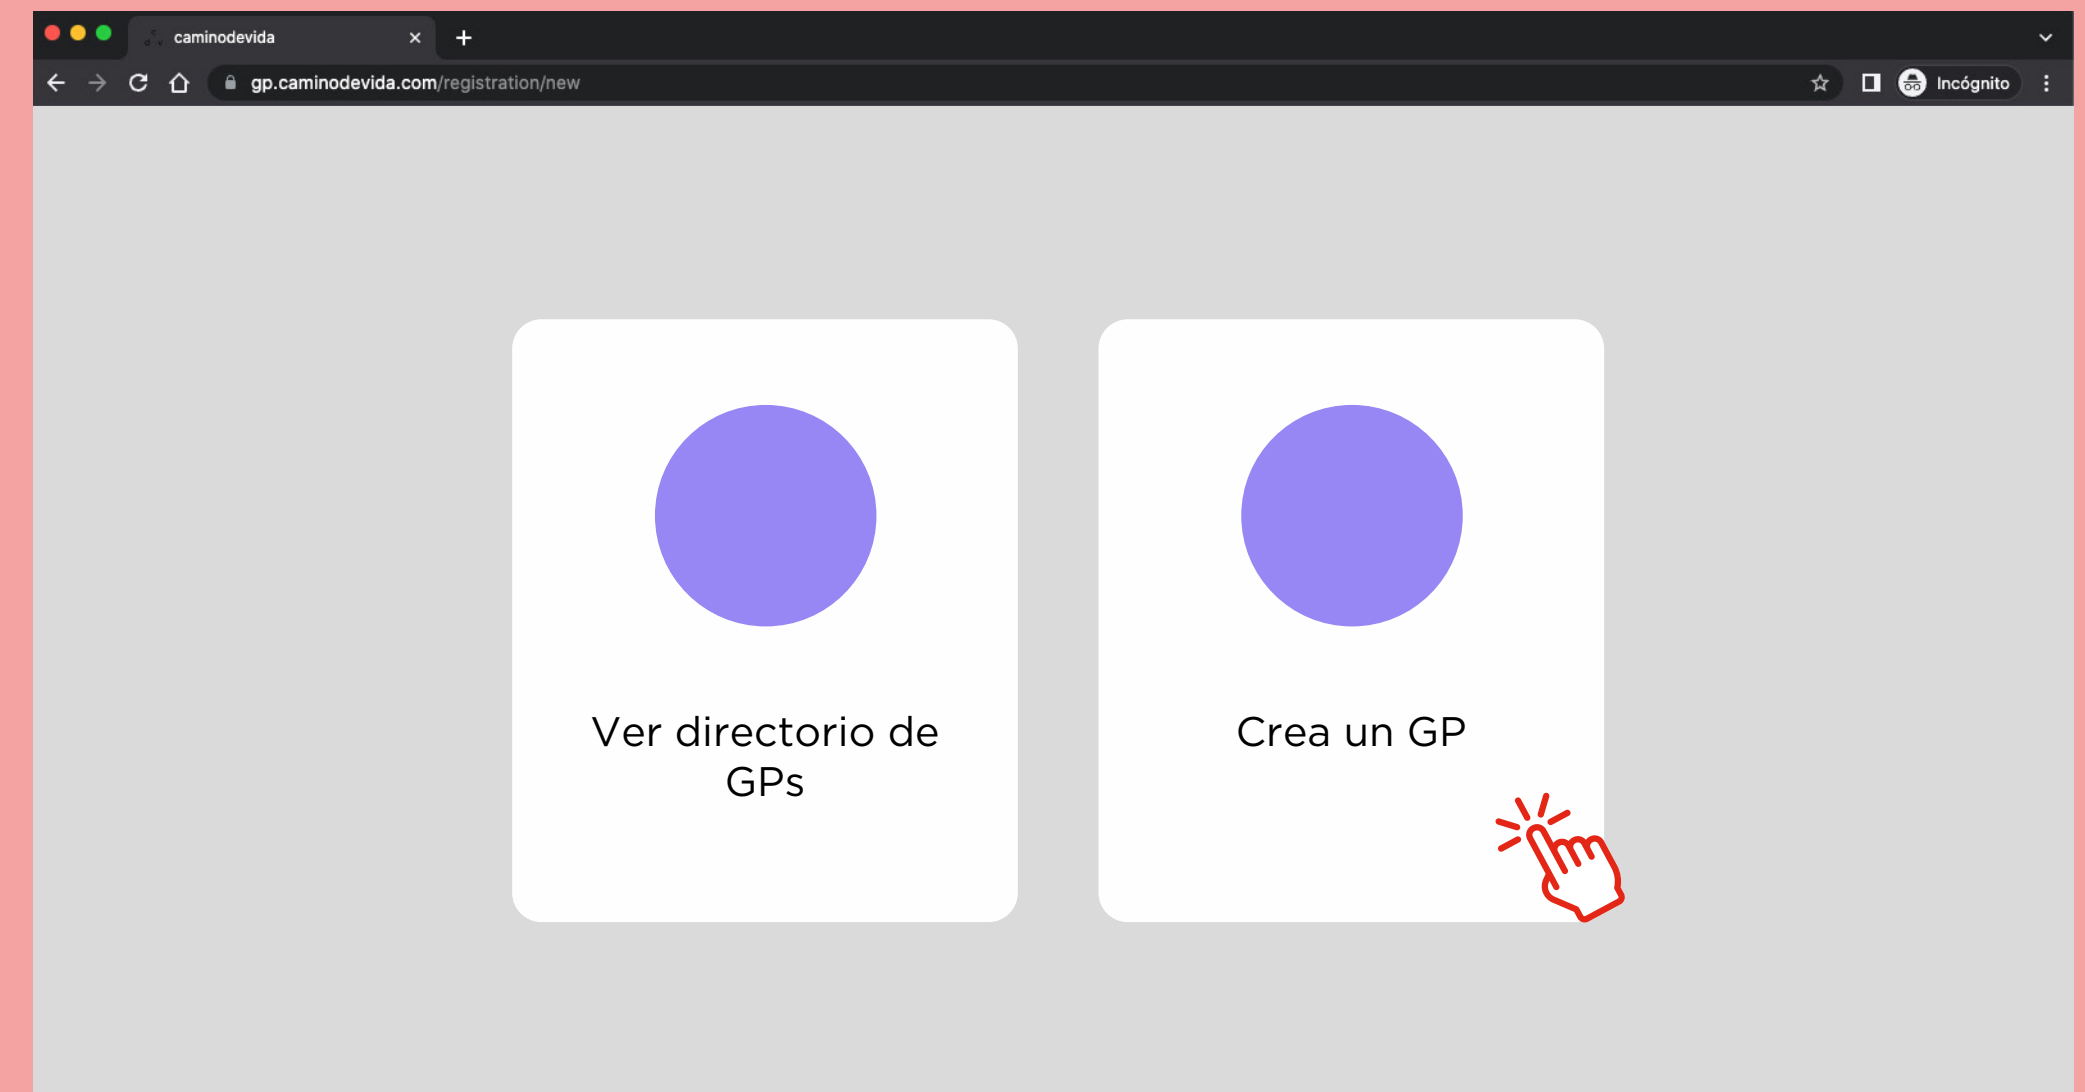 caminodevida
gp.caminodevida.com/registration/new
Incógnito
Ver directorio de
GPs
Crea un GP